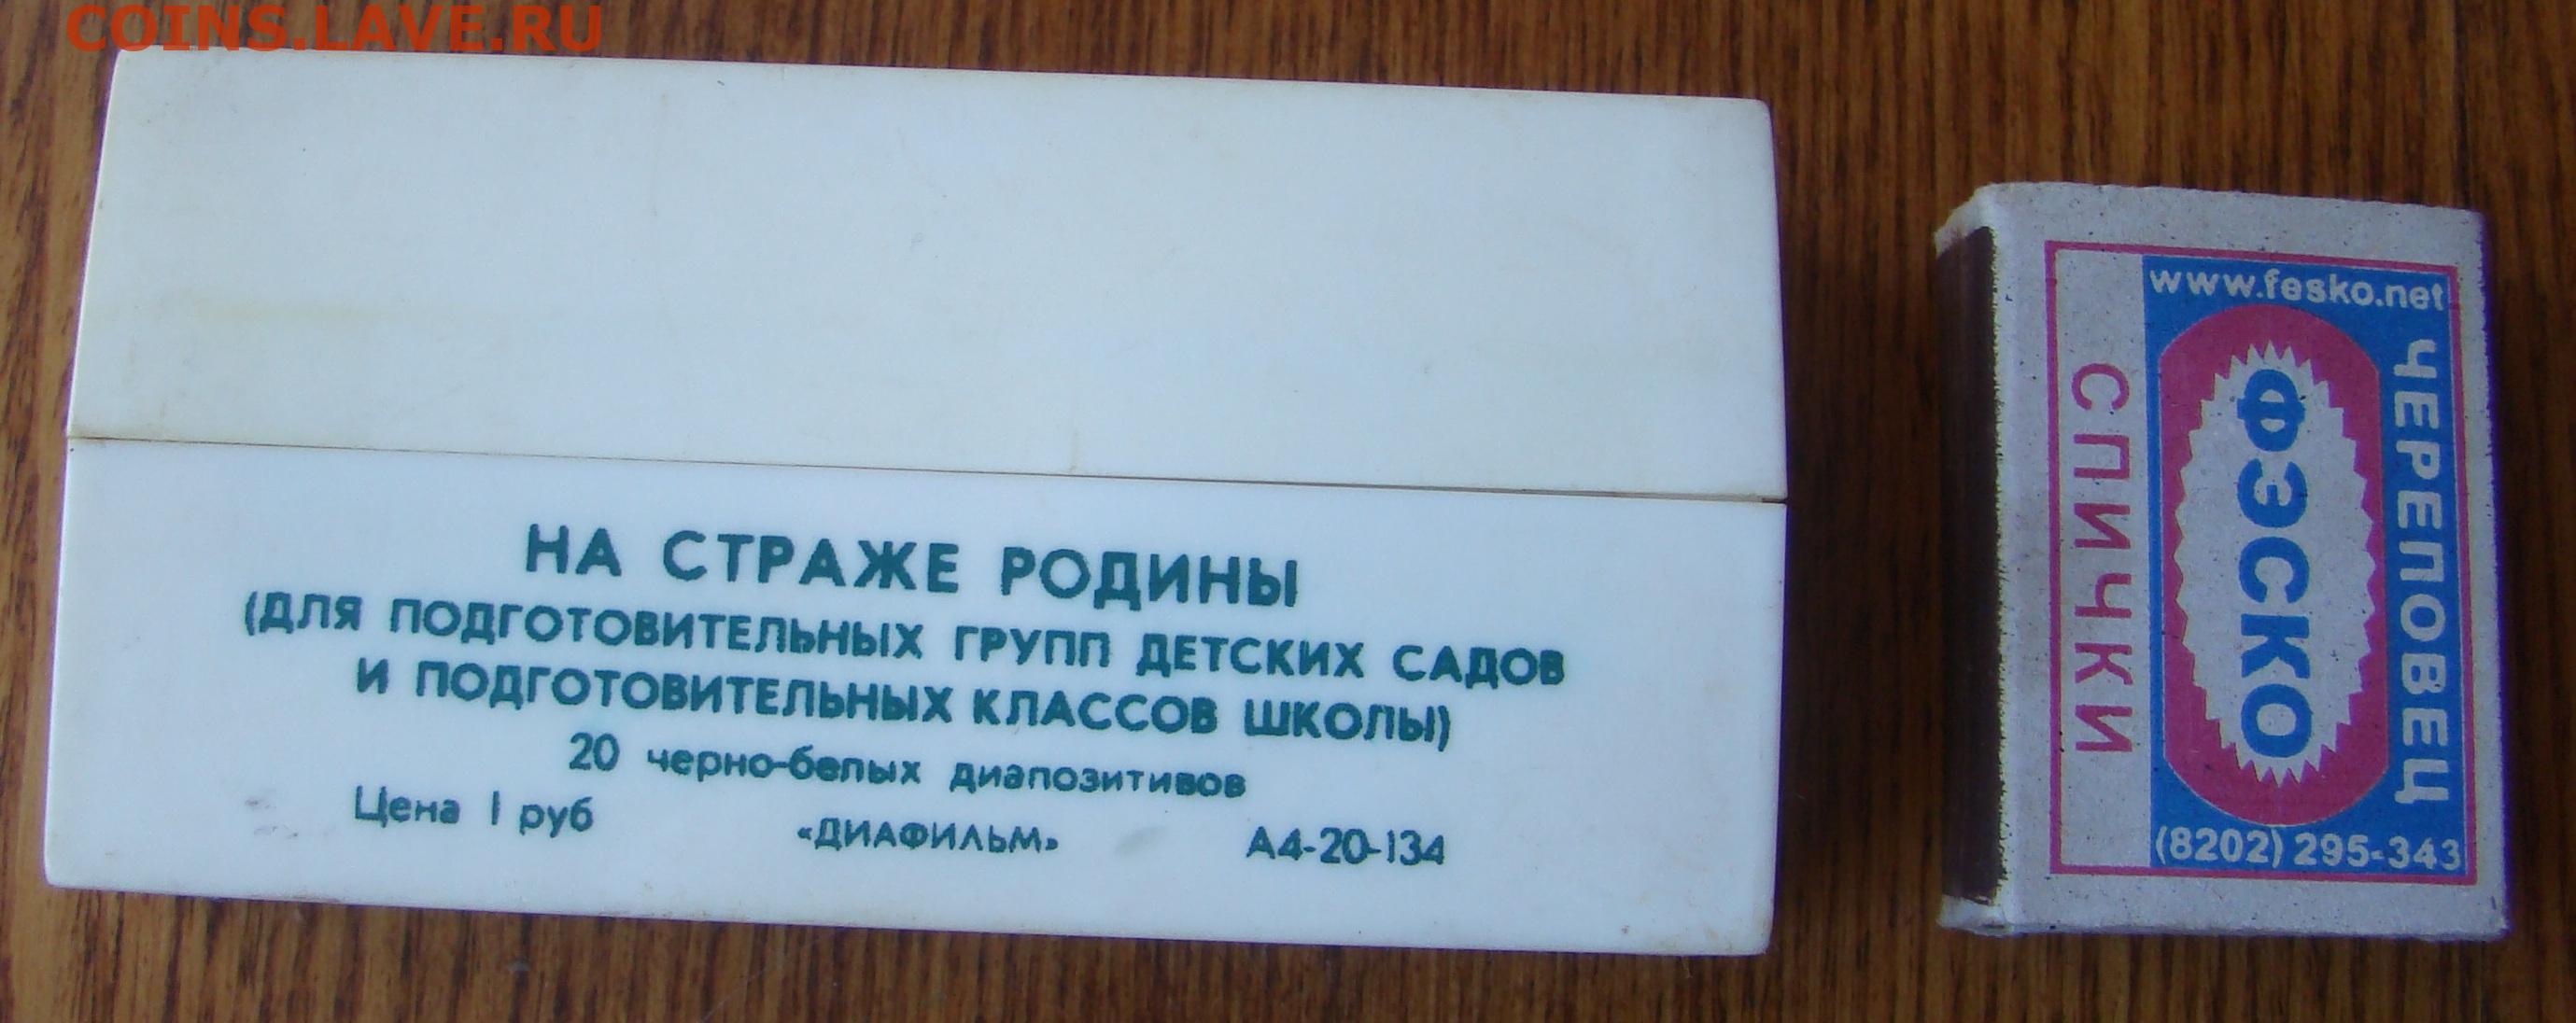 COINS.LAVE.RU
НА СТРАЖЕ РОДИНЫ
(ДЛЯ ПОДГОТОВИТЕЛЬНЫХ ГРУПП ДЕТСКИХ САДОВ
И ПОДГОТОВИТЕЛЬНЫХ КЛАССОВ ШКОЛЫ)
20 черно-белых диапозитивов
Цена 1 руб «ДИАФИЛЬМ» А4-20-134
www.fesko.net
ЧЕРЕПОВЕЦ
ФЭСКО
СПИЧКИ
(8202) 295-343